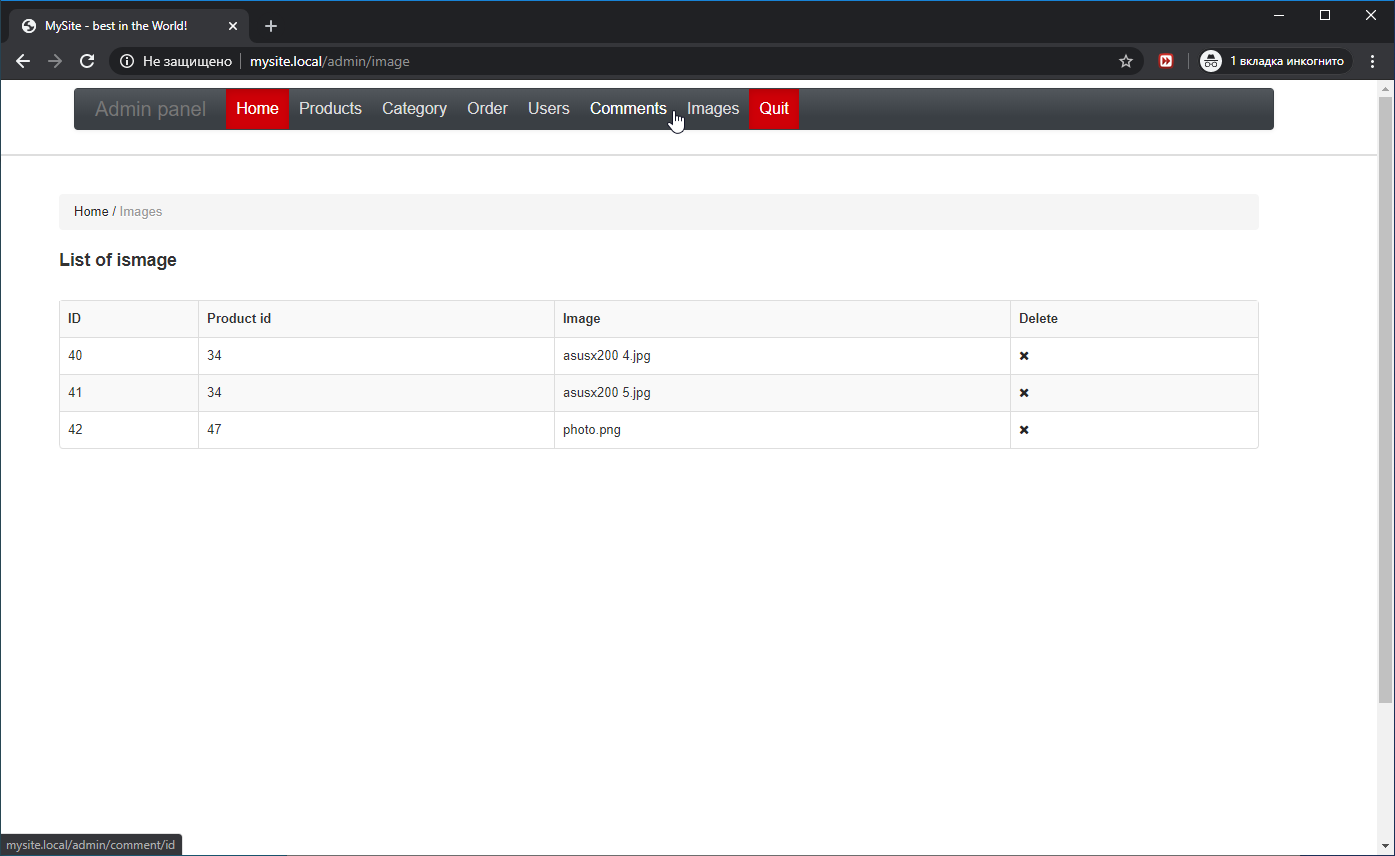 MySite - best in the World!
Не защищено mysite.local/admin/image 1 вкладка инкогнито
Admin panel Home Products Category Order Users Comments Images Quit
Home / Images
List of ismage
ID Product id Image Delete
40 34 asusx200 4.jpg
41 34 asusx200 5.jpg
42 47 photo.png
mysite.local/admin/comment/id